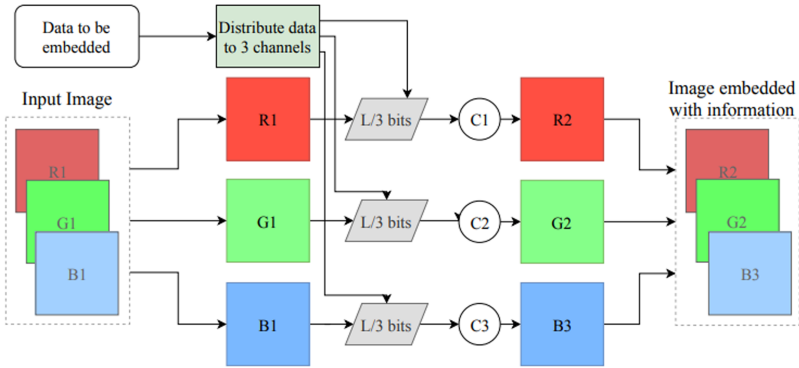 Data to be
embedded
Distribute data
to 3 channels
Input Image
Image embedded
with information
R1
G1
B1
R1
L/3 bits
C1
R2
G1
L/3 bits
C2
G2
B1
L/3 bits
C3
B3
R2
G2
B3